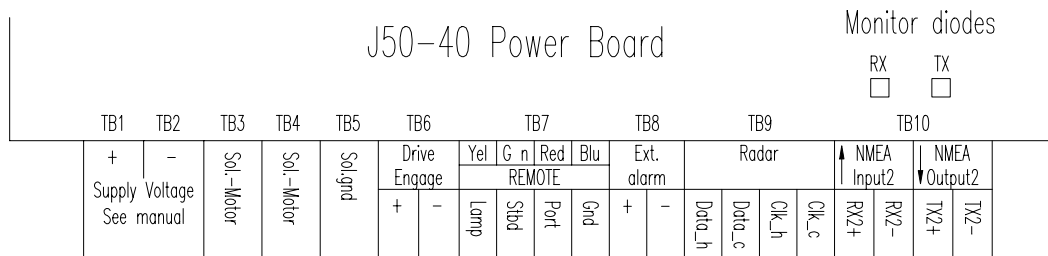 J50-40 Power Board
Monitor diodes
RX TX
TB1 TB2 TB3 TB4 TB5 TB6 TB7 TB8 TB9 TB10
+ - Sol.-Motor Sol.-Motor Sol.gnd Drive Yel G n Red Blu Ext. Radar NMEA NMEA
Supply Voltage Engage REMOTE alarm Input2 Output2
See manual + - Lamp Stbd Port Gnd + - Data_h Data_c Clk_h Clk_c RX2+ RX2- TX2+ TX2-